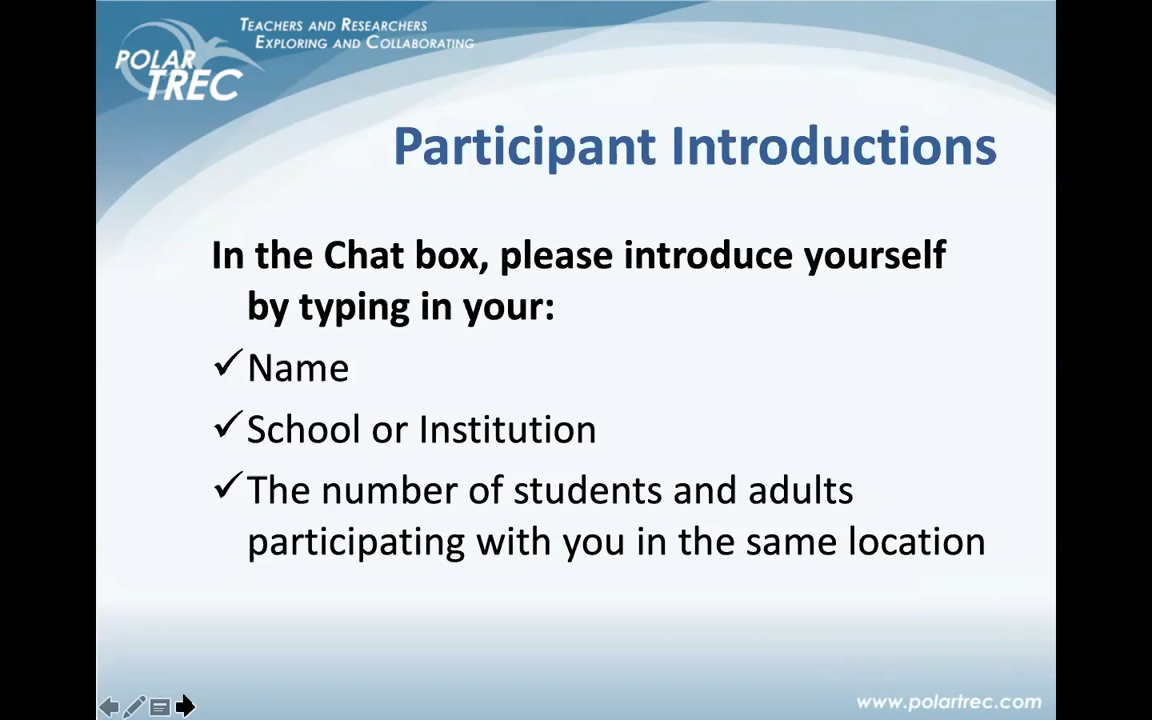 TEACHERS AND RESEARCHERS
EXPLORING AND COLLABORATING
POLAR
TREC
Participant Introductions
In the Chat box, please introduce yourself
by typing in your:
✓Name
✓School or Institution
✓The number of students and adults
participating with you in the same location
www.polartrec.com